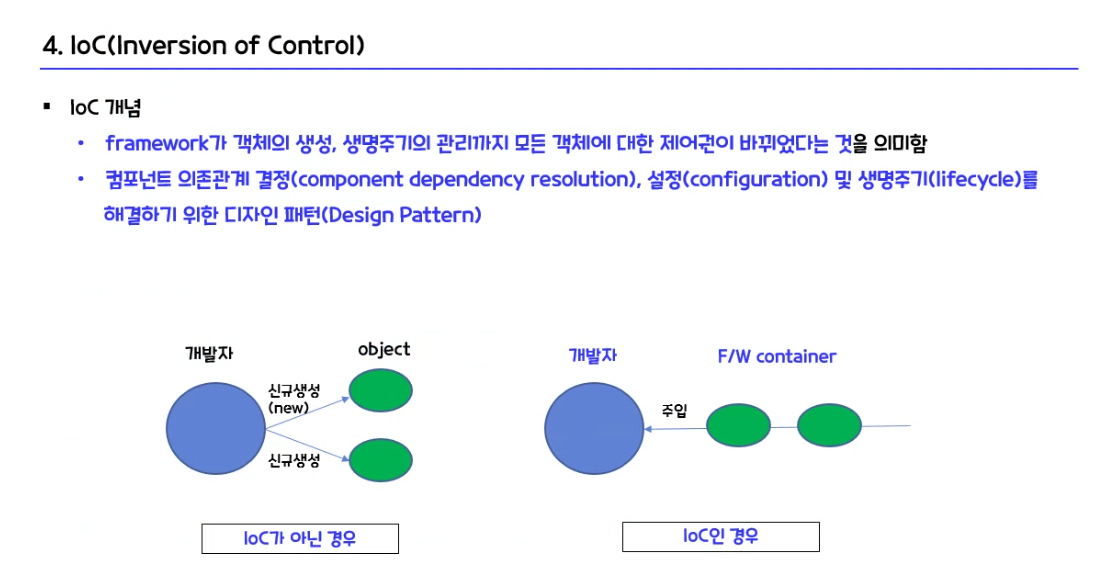 4. IoC(Inversion of Control)
▪ IoC 개념
• framework가 객체의 생성, 생명주기의 관리까지 모든 객체에 대한 제어권이 바뀌었다는 것을 의미함
• 컴포넌트 의존관계 결정(component dependency resolution), 설정(configuration) 및 생명주기(lifecycle)를
해결하기 위한 디자인 패턴(Design Pattern)
개발자
object
신규생성
(new)
신규생성
IoC가 아닌 경우
개발자
F/W container
주입
IoC인 경우